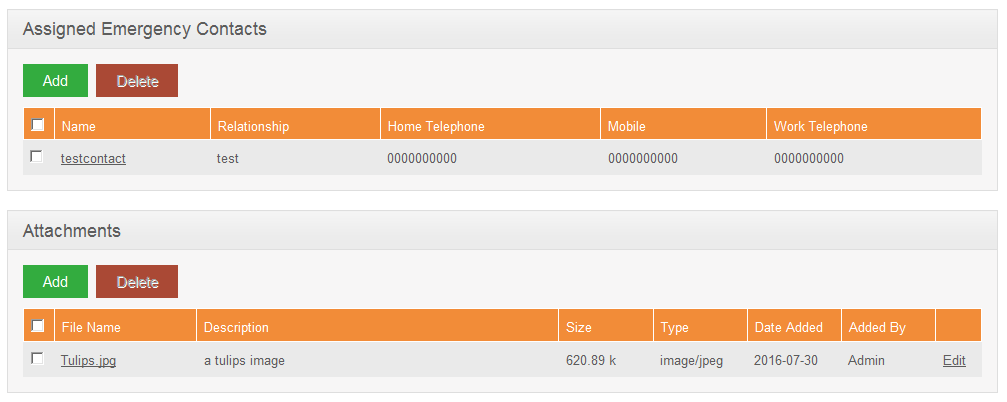 Assigned Emergency Contacts
Add Delete
Name Relationship Home Telephone Mobile Work Telephone
testcontact test 0000000000 0000000000 0000000000
Attachments
Add Delete
File Name Description Size Type Date Added Added By
Tulips.jpg a tulips image 620.89 k image/jpeg 2016-07-30 Admin Edit